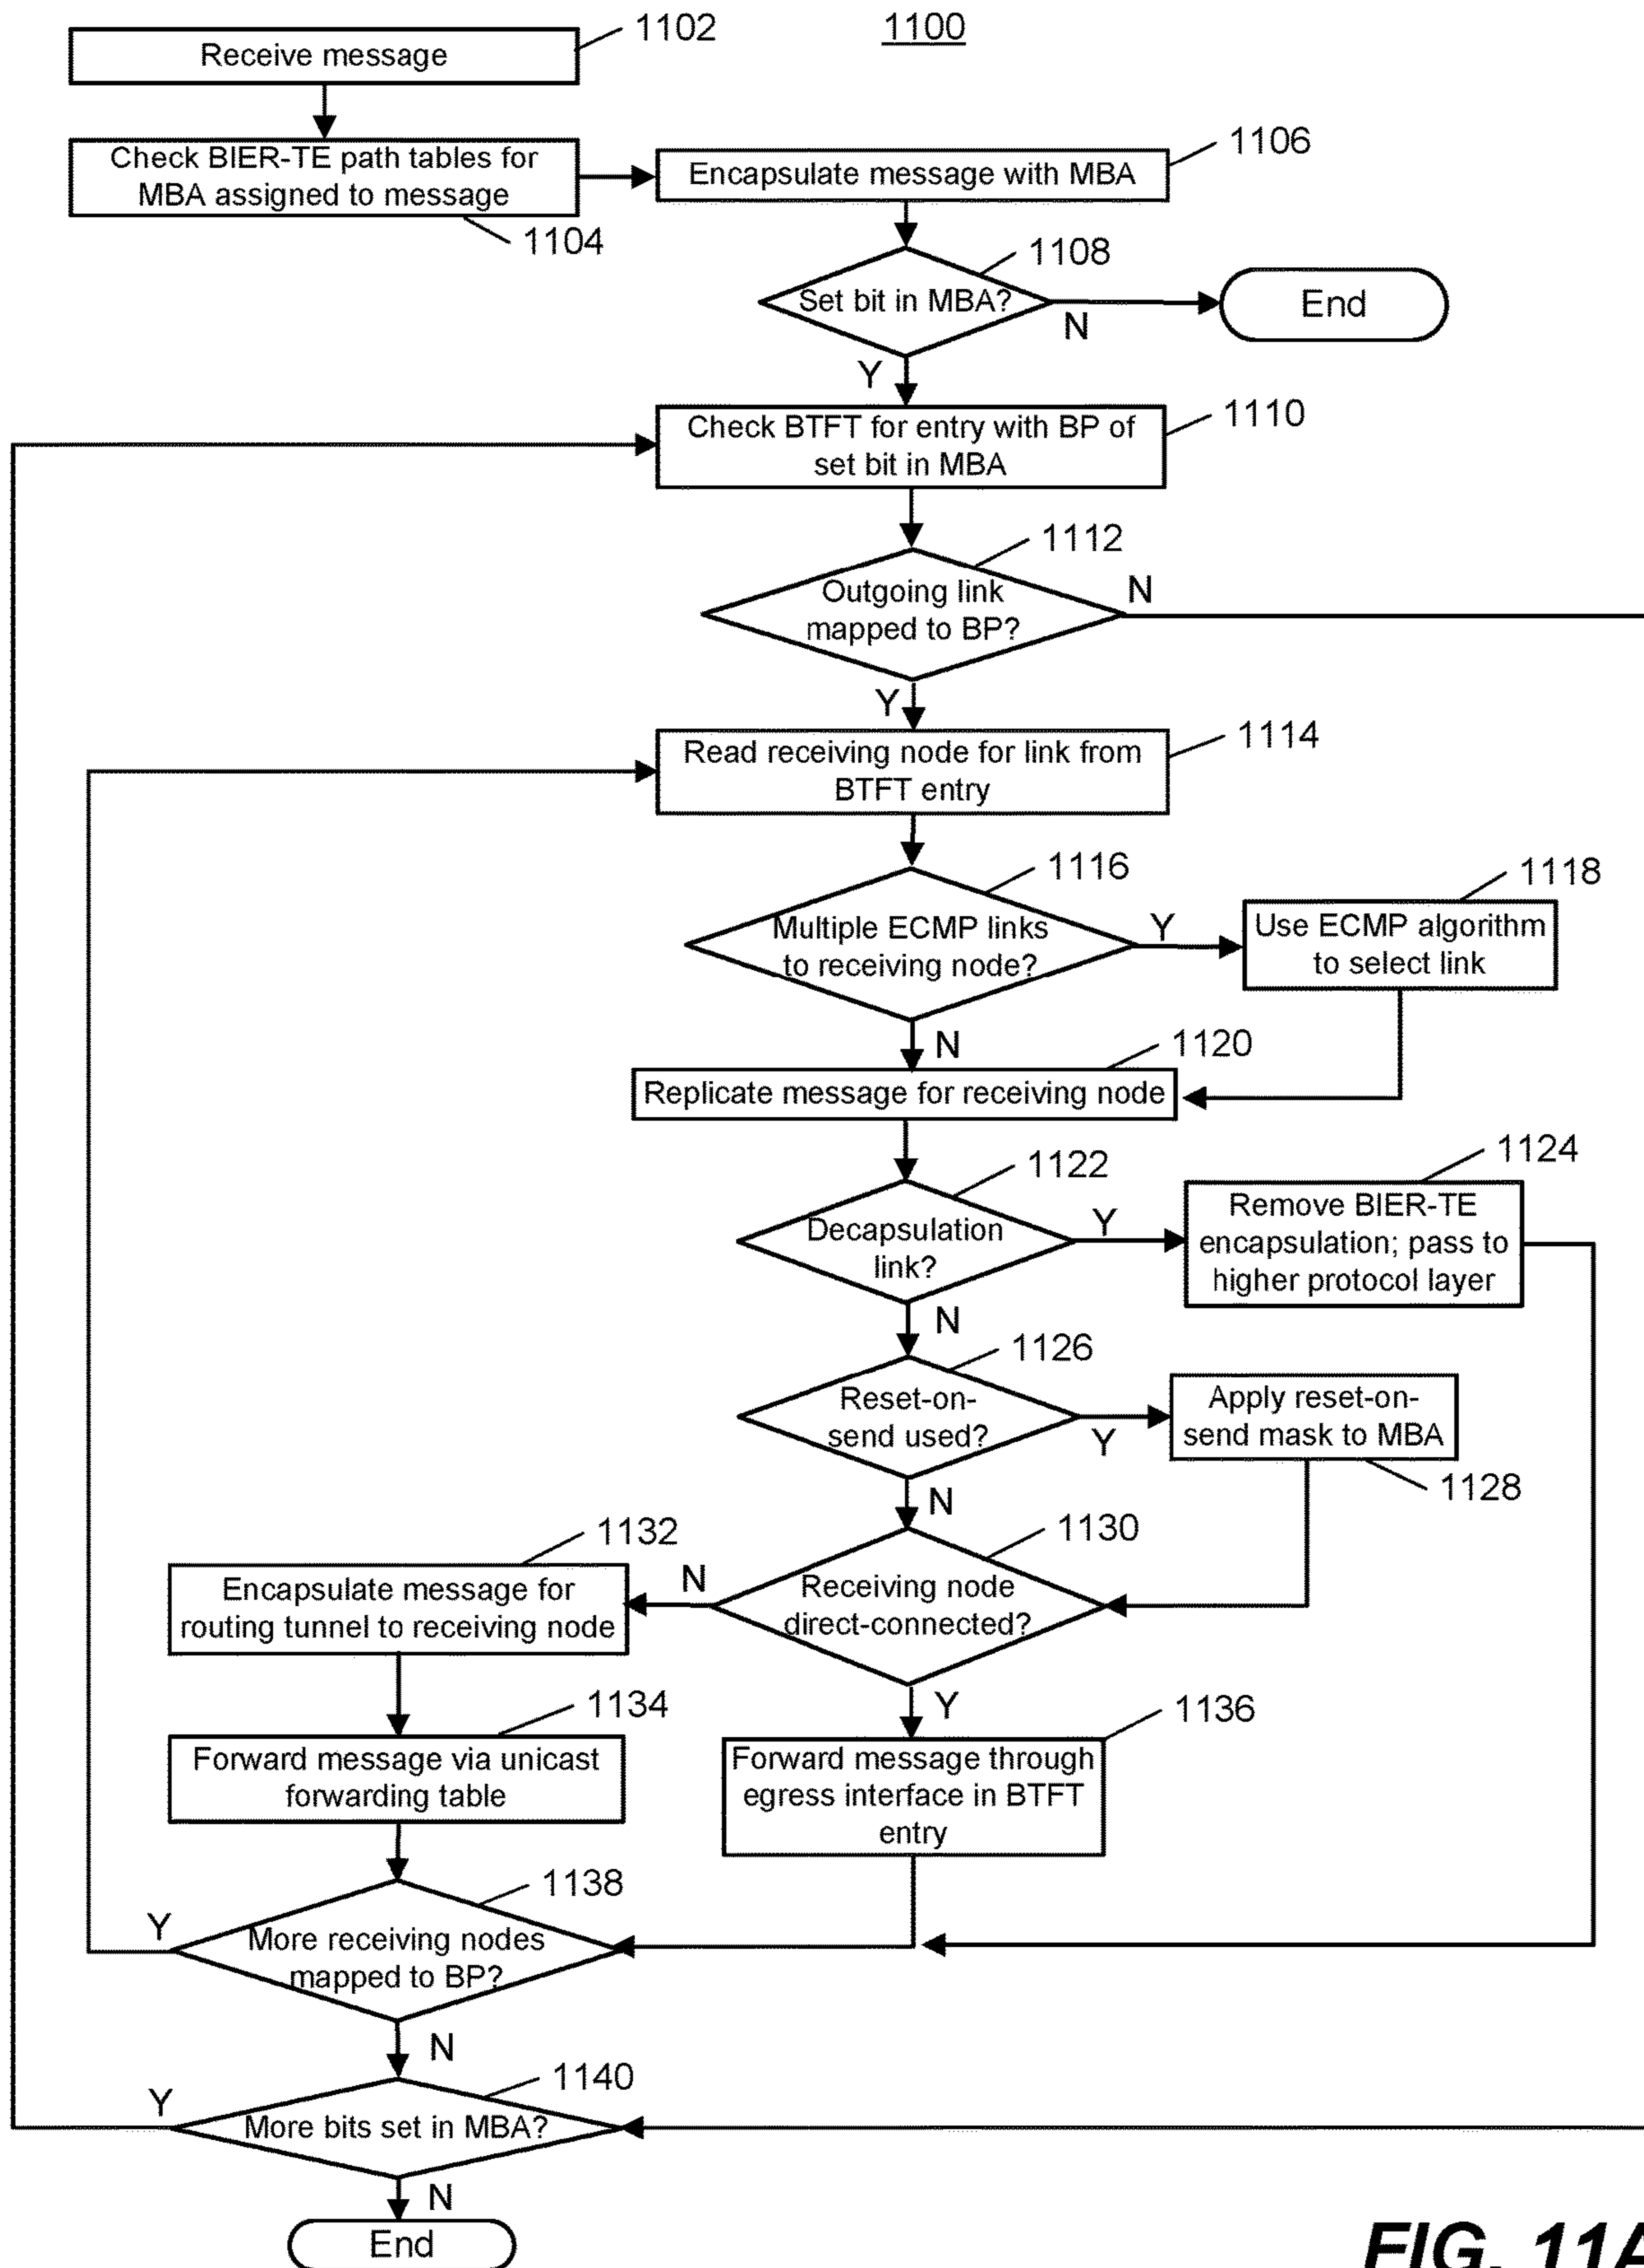 1102
1100
Receive message
1106
Check BIER-TE path tables for
MBA assigned to message
Encapsulate message with MBA
1104
1108
Set bit in MBA?
End
N
Y
1110
Check BTFT for entry with BP of
set bit in MBA
1112
Outgoing link
mapped to BP?
N
Y
1114
Read receiving node for link from
BTFT entry
1116
1118
Multiple ECMP links
to receiving node?
Y
Use ECMP algorithm
to select link
N
1120
Replicate message for receiving node
1122
1124
Decapsulation
link?
Y
Remove BIER-TE
encapsulation; pass to
higher protocol layer
N
1126
Reset-on-
send used?
Y
Apply reset-on-
send mask to MBA
1128
N
1132
1130
Encapsulate message for
routing tunnel to receiving node
N
Receiving node
direct-connected?
1134
Y
1136
Forward message via unicast
forwarding table
Forward message through
egress interface in BTFT
entry
1138
Y
More receiving nodes
mapped to BP?
N
1140
Y
More bits set in MBA?
N
End
FIG. 11A